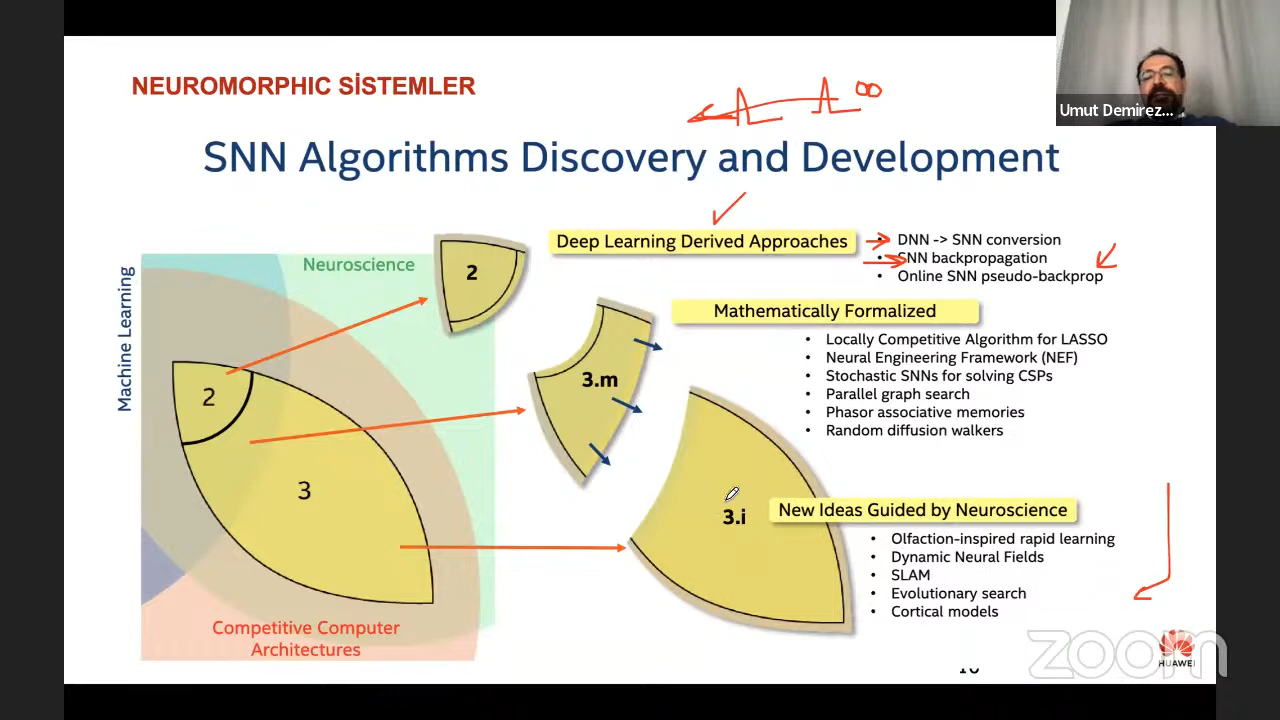 NEUROMORPHIC SİSTEMLER
Umut Demirez...
SNN Algorithms Discovery and Development
Machine Learning
Neuroscience
2
2
3
Competitive Computer
Architectures
Deep Learning Derived Approaches
• DNN -> SNN conversion
• SNN backpropagation
• Online SNN pseudo-backprop
3.m
Mathematically Formalized
• Locally Competitive Algorithm for LASSO
• Neural Engineering Framework (NEF)
• Stochastic SNNs for solving CSPs
• Parallel graph search
• Phasor associative memories
• Random diffusion walkers
3.i
New Ideas Guided by Neuroscience
• Olfaction-inspired rapid learning
• Dynamic Neural Fields
• SLAM
• Evolutionary search
• Cortical models
zoom
HUAWEI